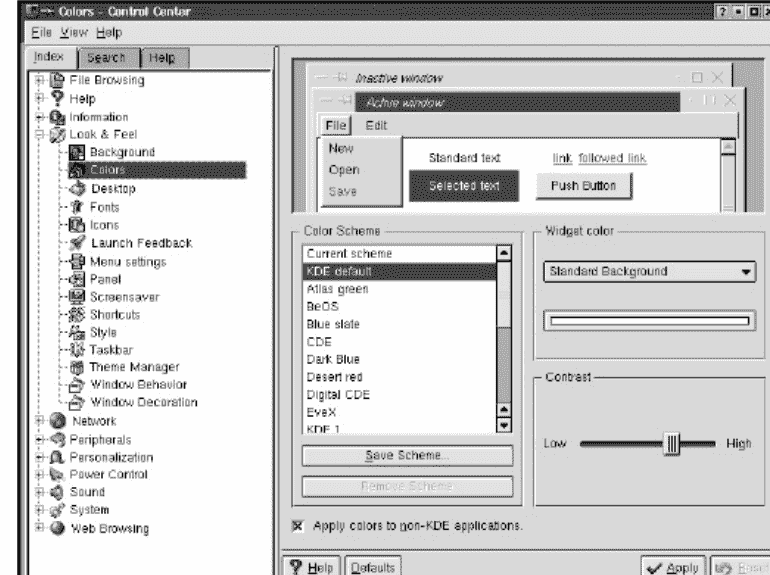 Colors - Control Center
File View Help
Index Search Help
File Browsing
Help
Information
Look & Feel
Background
Colors
Desktop
Fonts
Icons
Launch Feedback
Menu settings
Panel
Screensaver
Shortcuts
Style
Taskbar
Theme Manager
Window Behavior
Window Decoration
Network
Peripherals
Personalization
Power Control
Sound
System
Web Browsing
Inactive window
Active window
File Edit
New
Open
Save
Standard text
link followed link
Selected text
Push Button
Color Scheme
Current scheme
KDE default
Atlas green
BeOS
Blue slate
CDE
Dark Blue
Desert red
Digital CDE
EveX
KDE 1
Save Scheme...
Remove Scheme
Widget color
Standard Background
Contrast
Low High
Apply colors to non-KDE applications.
? Help Defaults
Apply Reset